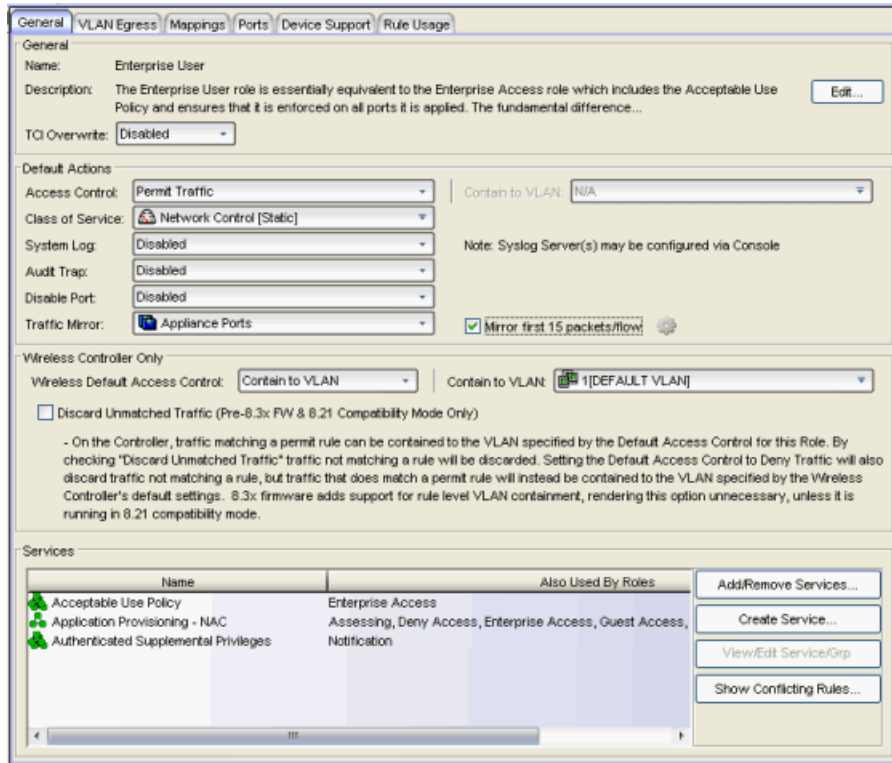 General VLAN Egress Mappings Ports Device Support Rule Usage
General
Name: Enterprise User
Description: The Enterprise User role is essentially equivalent to the Enterprise Access role which includes the Acceptable Use
Policy and ensures that it is enforced on all ports it is applied. The fundamental difference...
Edit...
TCI Overwrite: Disabled
Default Actions
Access Control: Permit Traffic Contain to VLAN: N/A
Class of Service: Network Control [Static]
System Log: Disabled Note: Syslog Server(s) may be configured via Console
Audit Trap: Disabled
Disable Port: Disabled
Traffic Mirror: Appliance Ports Mirror first 15 packets/flow
Wireless Controller Only
Wireless Default Access Control: Contain to VLAN Contain to VLAN: 1[DEFAULT VLAN]
Discard Unmatched Traffic (Pre-8.3x FW & 8.21 Compatibility Mode Only)
- On the Controller, traffic matching a permit rule can be contained to the VLAN specified by the Default Access Control for this Role. By
checking "Discard Unmatched Traffic" traffic not matching a rule will be discarded. Setting the Default Access Control to Deny Traffic will also
discard traffic not matching a rule, but traffic that does match a permit rule will instead be contained to the VLAN specified by the Wireless
Controller's default settings. 8.3x firmware adds support for rule level VLAN containment, rendering this option unnecessary, unless it is
running in 8.21 compatibility mode.
Services
Name Also Used By Roles
Acceptable Use Policy Enterprise Access
Application Provisioning - NAC Assessing, Deny Access, Enterprise Access, Guest Access,
Authenticated Supplemental Privileges Notification
Add/Remove Services...
Create Service...
View/Edit Service/Grp
Show Conflicting Rules...